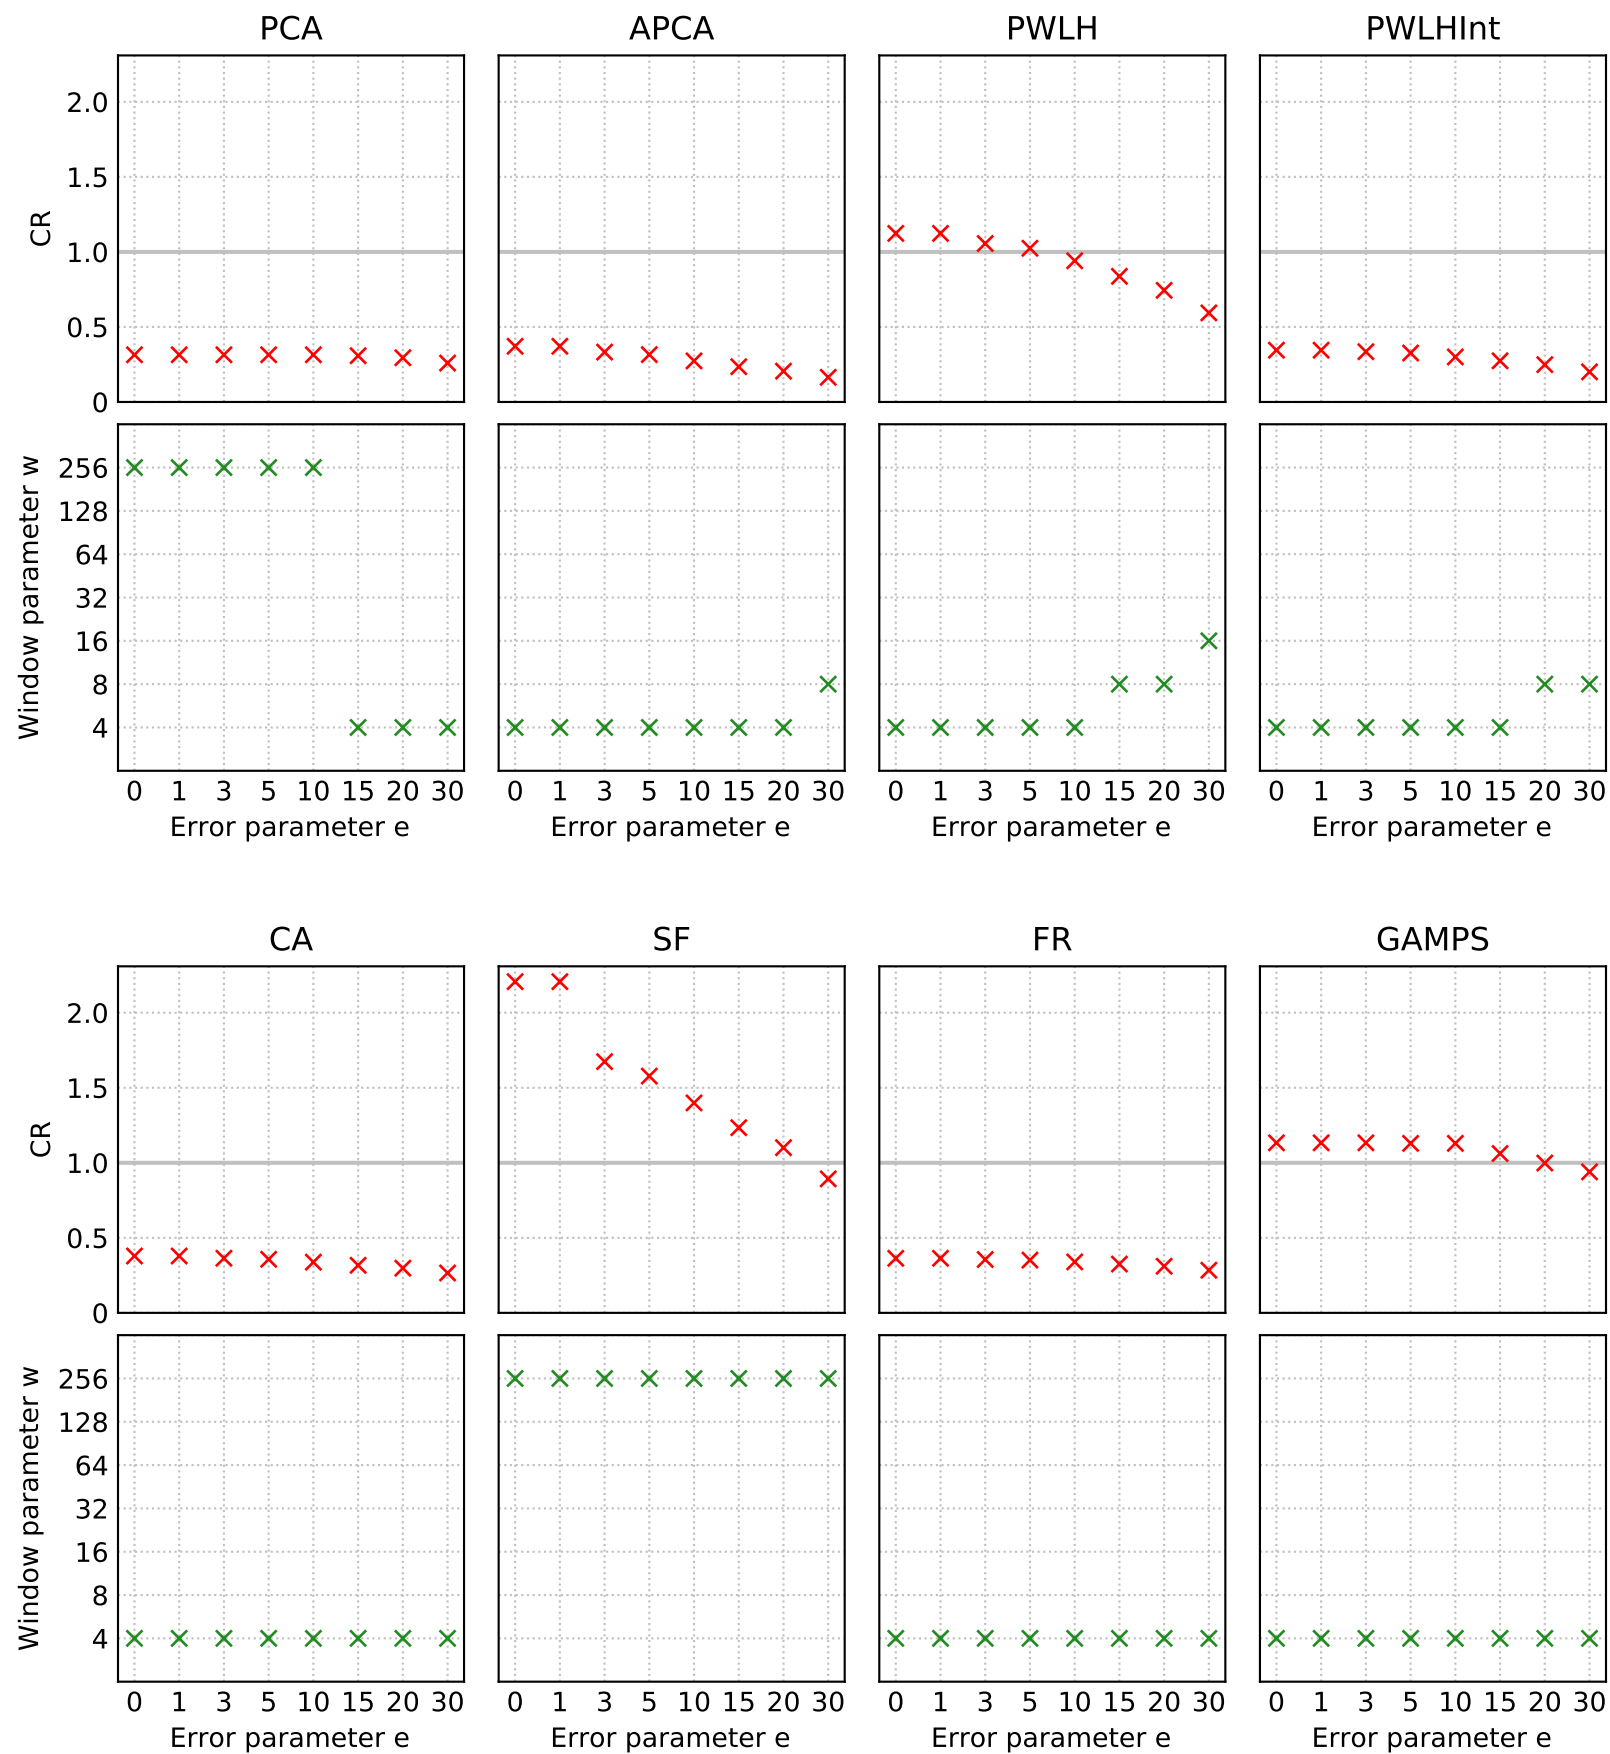 PCA APCA PWLH PWLHInt
2.0
1.5
CR
1.0
0.5
0
Window parameter w
256
128
64
32
16
8
4
0 1 3 5 10 15 20 30 0 1 3 5 10 15 20 30 0 1 3 5 10 15 20 30 0 1 3 5 10 15 20 30
Error parameter e Error parameter e Error parameter e Error parameter e
CA SF FR GAMPS
2.0
1.5
CR
1.0
0.5
0
Window parameter w
256
128
64
32
16
8
4
0 1 3 5 10 15 20 30 0 1 3 5 10 15 20 30 0 1 3 5 10 15 20 30 0 1 3 5 10 15 20 30
Error parameter e Error parameter e Error parameter e Error parameter e